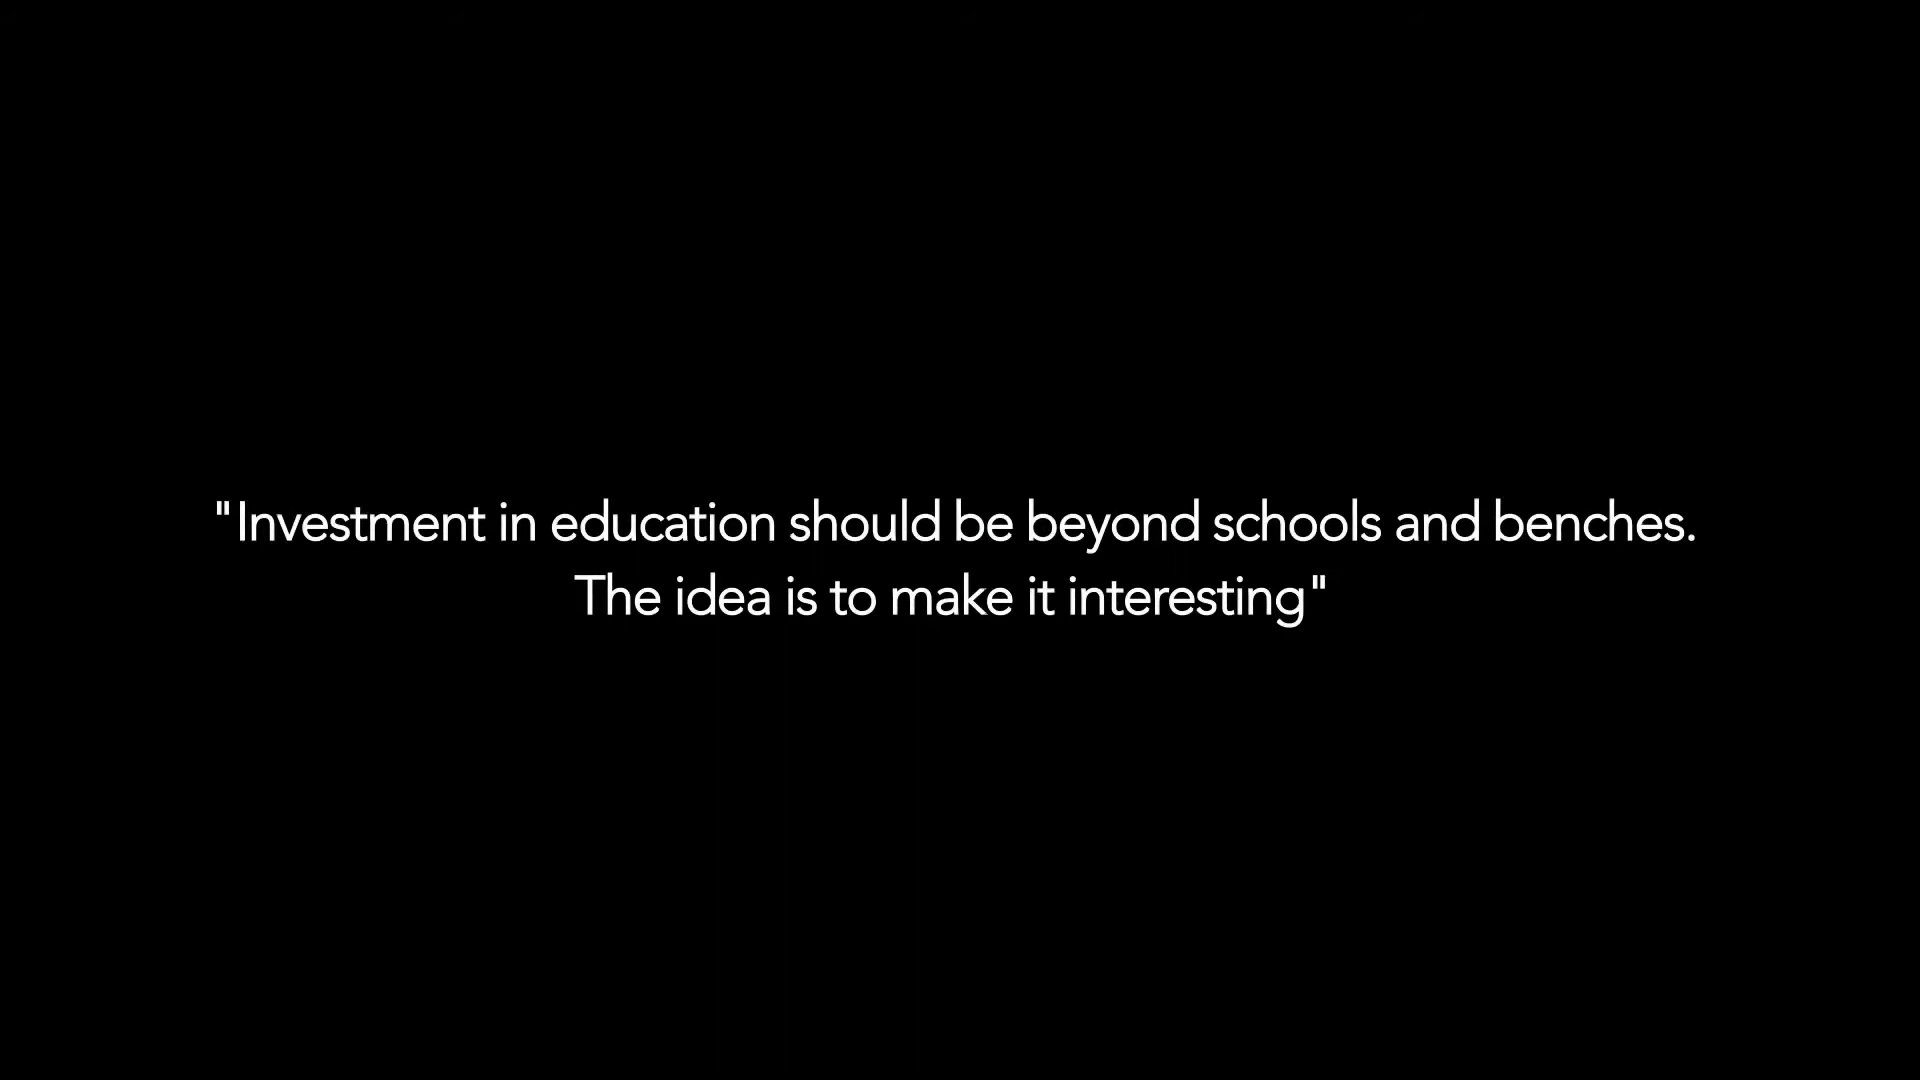 "Investment in education should be beyond schools and benches.
The idea is to make it interesting"